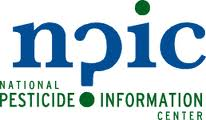 npic
NATIONAL
PESTICIDE INFORMATION
CENTER